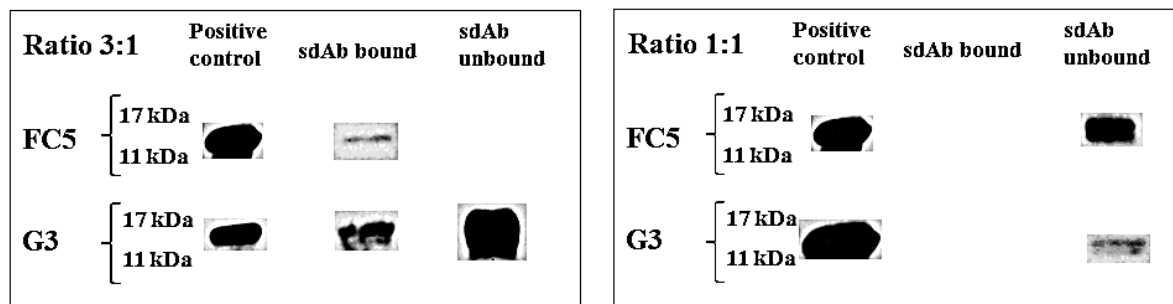 Ratio 3:1
Positive
control
sdAb bound
sdAb
unbound
FC5
17 kDa
11 kDa
G3
17 kDa
11 kDa
Ratio 1:1
Positive
control
sdAb bound
sdAb
unbound
FC5
17 kDa
11 kDa
G3
17 kDa
11 kDa